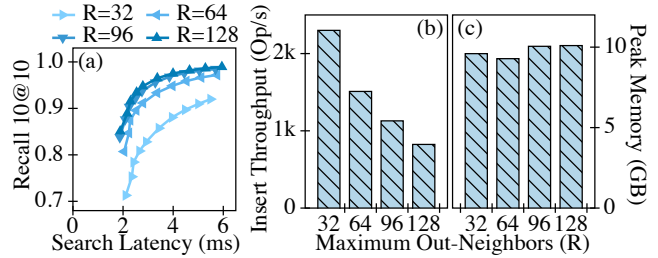 R=32 R=64
R=96 R=128
(a)
Recall 10@10
1.0
0.9
0.8
0.7
0 2 4 6
Search Latency (ms)
(b)
Insert Throughput (Op/s)
2k
1k
0
32 64 96 128
(c)
10
5
0
Peak Memory (GB)
32 64 96 128
Maximum Out-Neighbors (R)